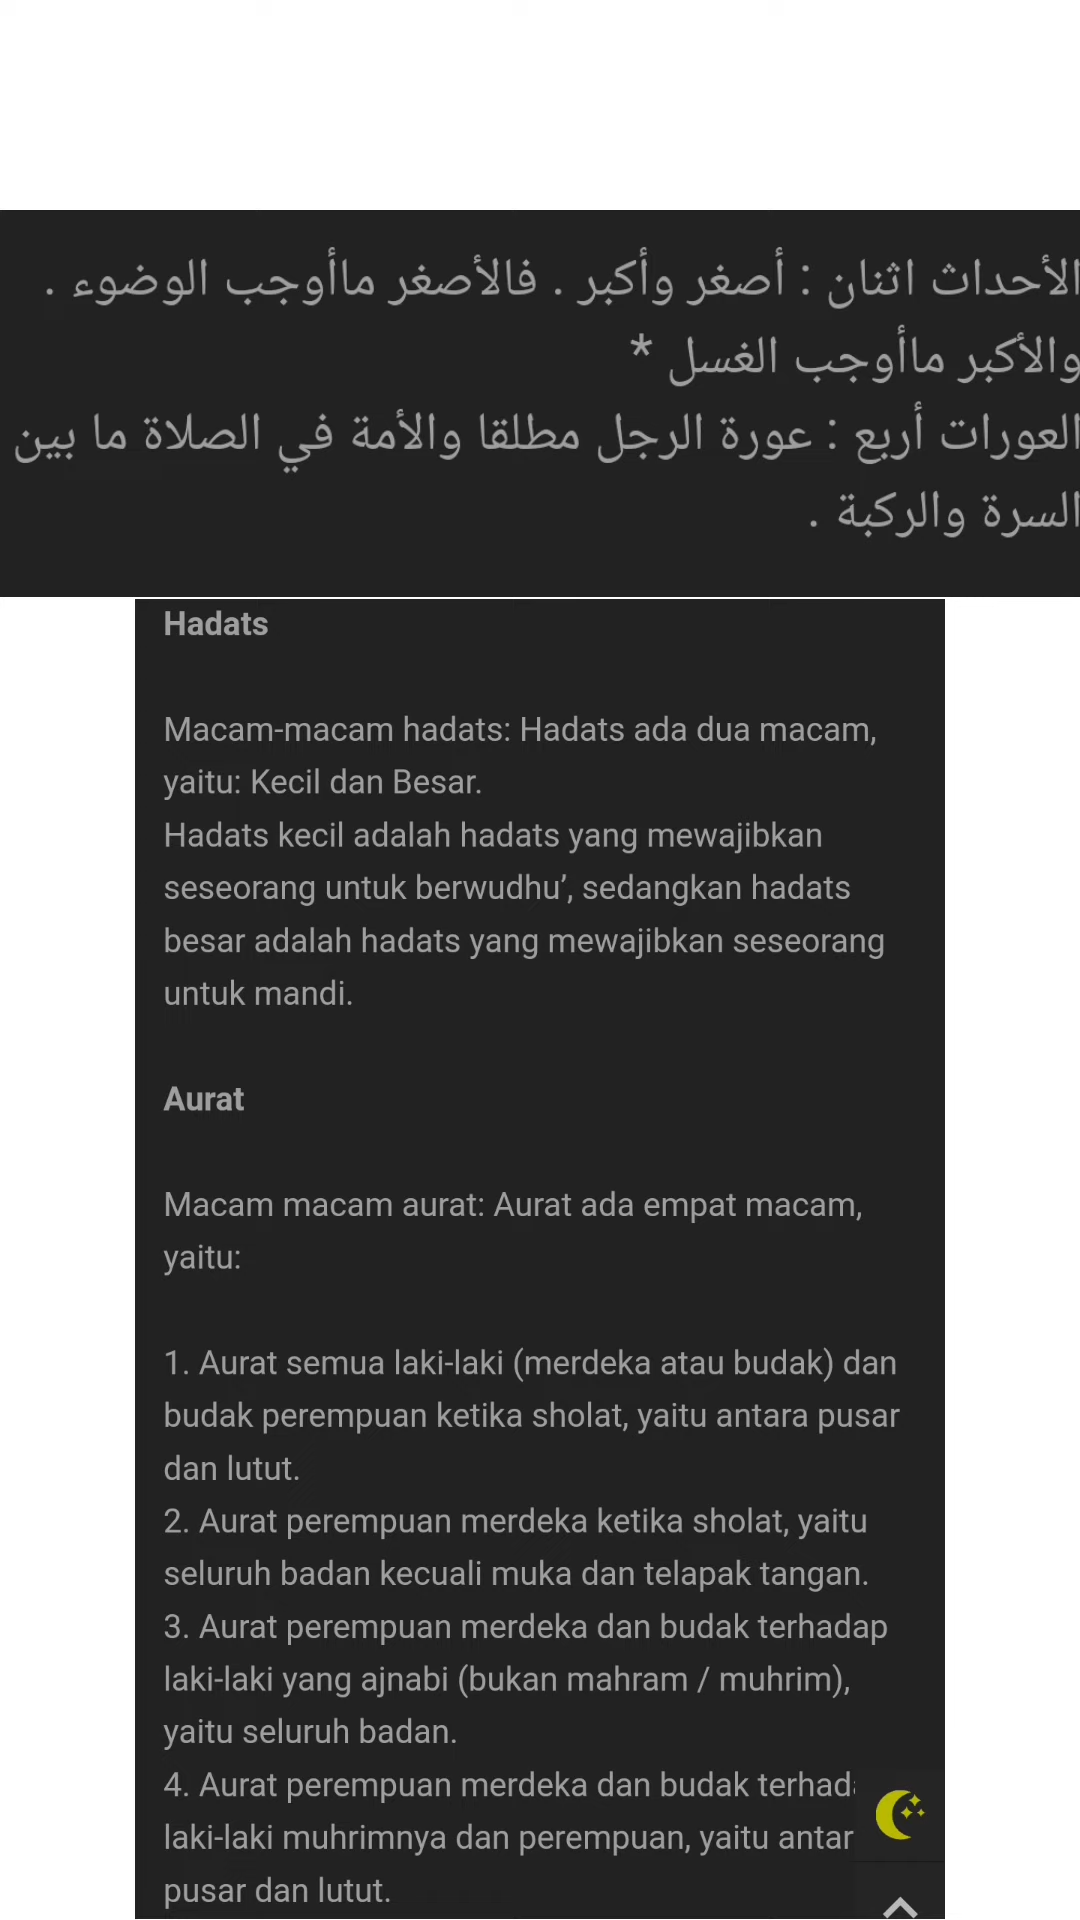 الأحداث اثنان : أصغر وأكبر . فالأصغر ماأوجب الوضوء .
والأكبر ماأوجب الغسل *
العورات أربع : عورة الرجل مطلقا والأمة في الصلاة ما بين
السرة والركبة .
Hadats
Macam-macam hadats: Hadats ada dua macam,
yaitu: Kecil dan Besar.
Hadats kecil adalah hadats yang mewajibkan
seseorang untuk berwudhu’, sedangkan hadats
besar adalah hadats yang mewajibkan seseorang
untuk mandi.
Aurat
Macam macam aurat: Aurat ada empat macam,
yaitu:
1. Aurat semua laki-laki (merdeka atau budak) dan
budak perempuan ketika sholat, yaitu antara pusar
dan lutut.
2. Aurat perempuan merdeka ketika sholat, yaitu
seluruh badan kecuali muka dan telapak tangan.
3. Aurat perempuan merdeka dan budak terhadap
laki-laki yang ajnabi (bukan mahram / muhrim),
yaitu seluruh badan.
4. Aurat perempuan merdeka dan budak
laki-laki muhrimnya dan perempuan, yaitu
pusar dan lutut.